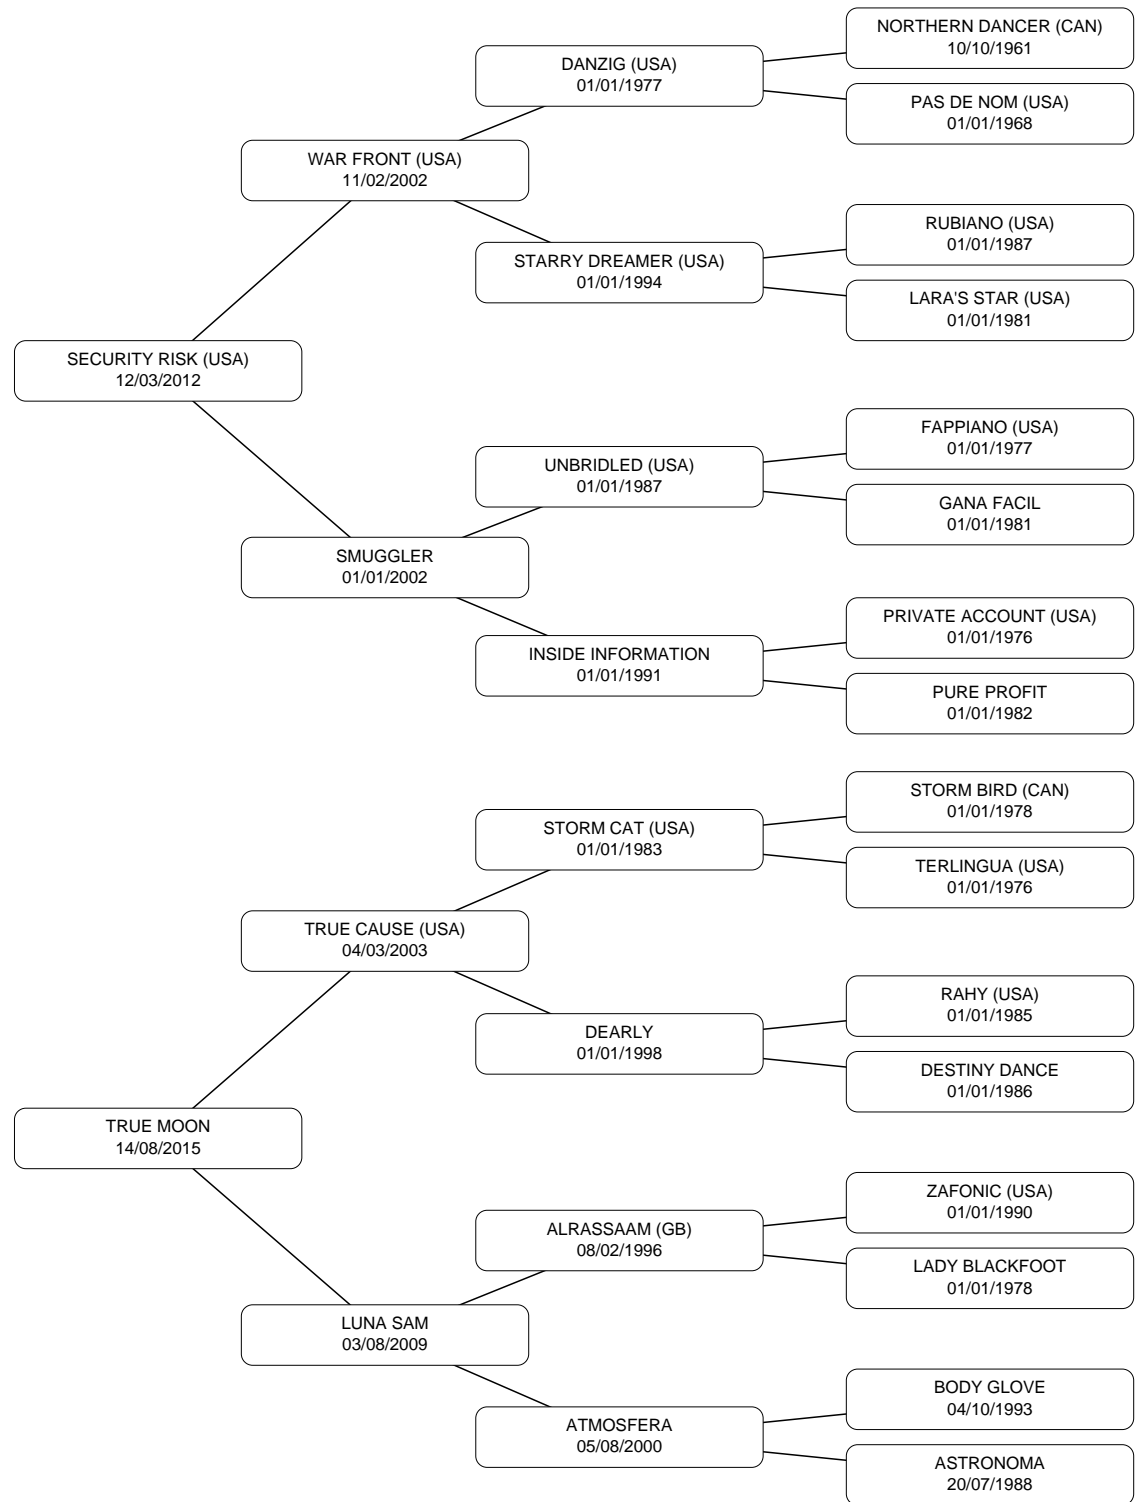 NORTHERN DANCER (CAN)
10/10/1961
DANZIG (USA)
01/01/1977
PAS DE NOM (USA)
01/01/1968
WAR FRONT (USA)
11/02/2002
RUBIANO (USA)
01/01/1987
STARRY DREAMER (USA)
01/01/1994
LARA'S STAR (USA)
01/01/1981
SECURITY RISK (USA)
12/03/2012
FAPPIANO (USA)
01/01/1977
UNBRIDLED (USA)
01/01/1987
GANA FACIL
01/01/1981
SMUGGLER
01/01/2002
PRIVATE ACCOUNT (USA)
01/01/1976
INSIDE INFORMATION
01/01/1991
PURE PROFIT
01/01/1982
STORM BIRD (CAN)
01/01/1978
STORM CAT (USA)
01/01/1983
TERLINGUA (USA)
01/01/1976
TRUE CAUSE (USA)
04/03/2003
RAHY (USA)
01/01/1985
DEARLY
01/01/1998
DESTINY DANCE
01/01/1986
TRUE MOON
14/08/2015
ZAFONIC (USA)
01/01/1990
ALRASSAAM (GB)
08/02/1996
LADY BLACKFOOT
01/01/1978
LUNA SAM
03/08/2009
BODY GLOVE
04/10/1993
ATMOSFERA
05/08/2000
ASTRONOMA
20/07/1988